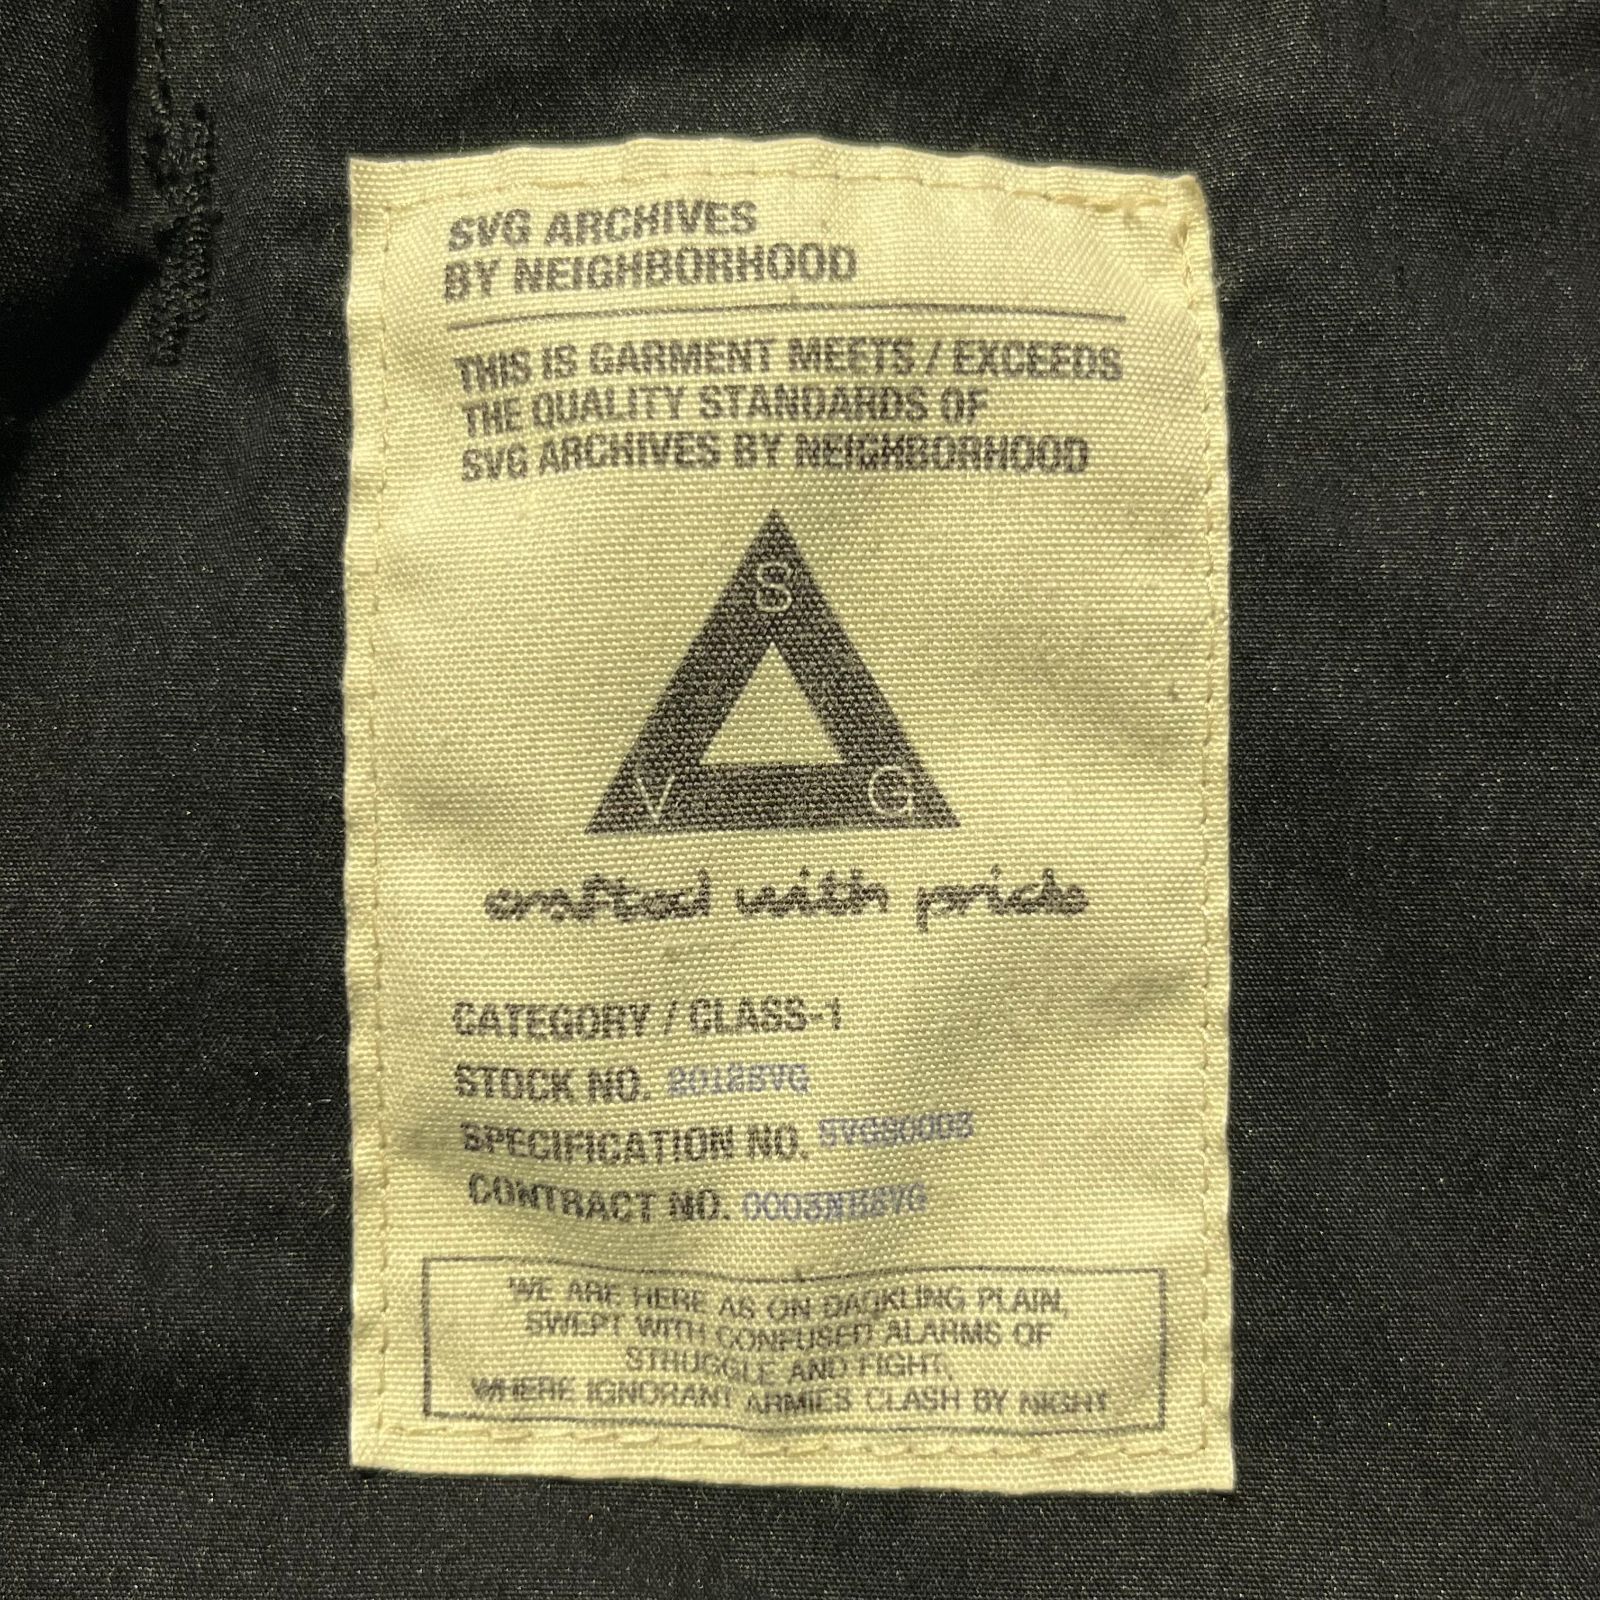 SVG ARCHIVES
BY NEIGHBORHOOD
THIS IS GARMENT MEETS / EXCEEDS
THE QUALITY STANDARDS OF
SVG ARCHIVES BY NEIGHBORHOOD
S
V G
crafted with pride
CATEGORY / CLASS-1
STOCK NO. 2012SVG
SPECIFICATION NO.
CONTRACT NO.
WE ARE HERE AS ON DAOKLING PLAIN,
SWEPT WITH CONFUSED ALARMS OF
STRUGGLE AND FIGHT,
WHERE IGNORANT ARMIES CLASH BY NIGHT